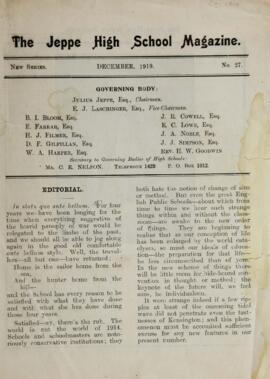 The Jeppe High School Magazine.
New Series. DECEMBER, 1919. No. 27.
GOVERNING BODY:
Julius Jeppe, Esq., Chairman.
E. J. Laschinger, Esq., Vice-Chairman.
B. I. Bloom, Esq. J. R. Cowell, Esq.
E. Farrar, Esq. R. C. Lowe, Esq.
H. J. Filmer, Esq. J. A. Noble, Esq.
D. F. Gilfillan, Esq. J. J. Simpson, Esq.
W. A. Harper, Esq. Rev. H. W. Goodwin
Secretary to Governing Bodies of High Schools:
Mr. C. E. NELSON. Telephone 1429 P. O. Box 1012.
EDITORIAL.
In statu quo ante bellum. For four
years we have been longing for the
time when everything suggestive of
the horrid parody of war would be
relegated to the limbo of the past,
and we should all be able to jog along
again in the good old comfortable
ante bellum style. Well, the travel-
lers—all but one—have returned:
Home is the sailor home from the
sea,
And the hunter home from the
hill—
and the School has every reason to be
satisfied with what they have done
and with what she has done during
those four years.
Satisfied—ay, there's the rub. The
world is not the world of 1914.
Schools and schoolmasters are noto-
riously conservative institutions; they
both hate the notion of change of aims
or method. But even from the great Eng-
lish Public Schools—about which from
time to time we hear such strange
things within and without the class-
room—are awake to the new order
of things. They are beginning to
realise that as our conception of life
has been enlarged by the world cata-
clysm, so must our ideals of educa-
tion—the preparation for that life—
be less circumscribed than of yore.
In the new scheme of things there
will be little room for hide-bound con-
vention in thought or method; the
keynote of the future will, we feel
sure, be individualism.
It were strange indeed if a few rip-
ples at least of the oncoming tidal
wave did not penetrate even the fast-
nesses of Kensington; and this phen-
omenon must be accounted sufficient
excuse for any new features in our
present number.